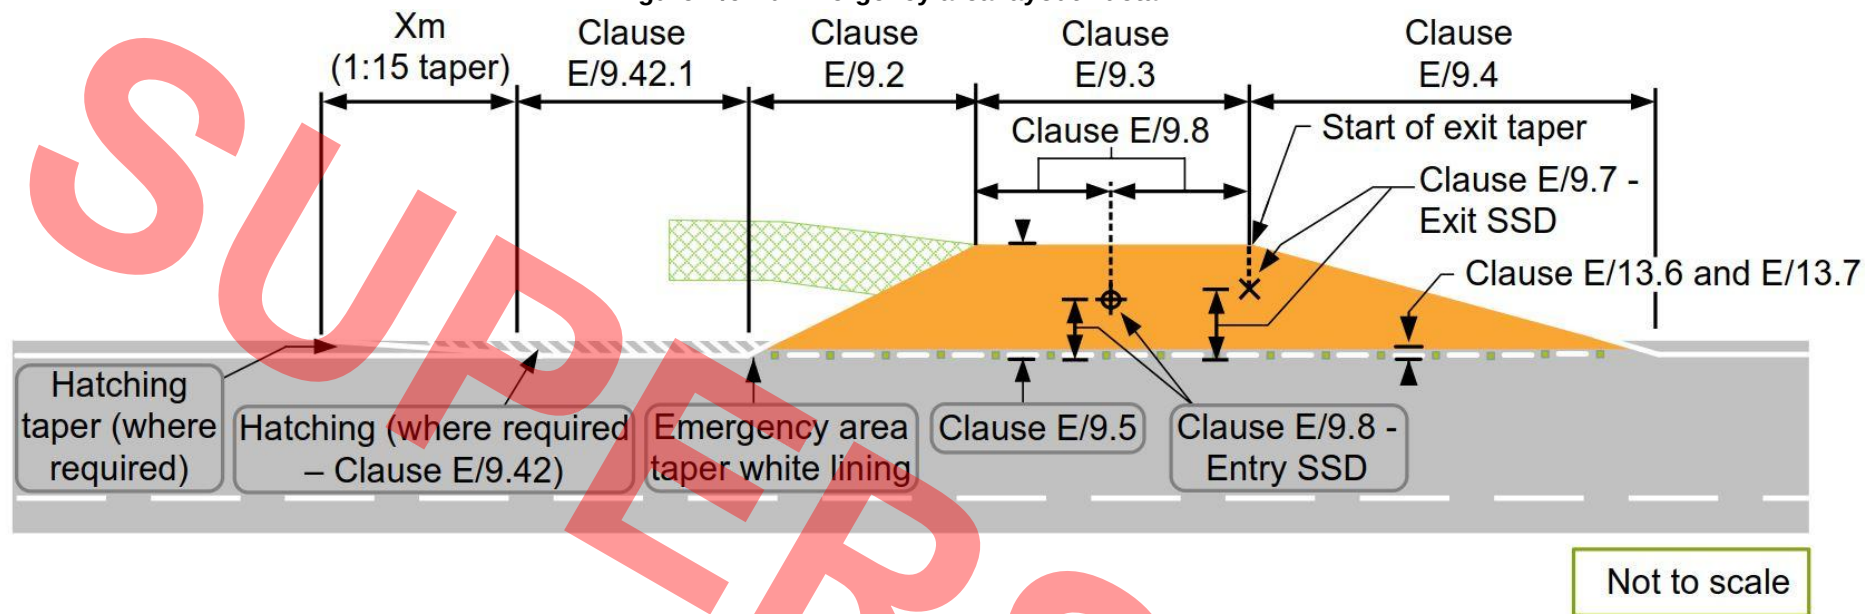 Xm
(1:15 taper)
Clause
E/9.42.1
Clause
E/9.2
Clause
E/9.3
Clause
E/9.4
Clause E/9.8
Start of exit taper
Clause E/9.7 -
Exit SSD
Clause E/13.6 and E/13.7
Hatching
taper (where
required)
Hatching (where required
– Clause E/9.42)
Emergency area
taper white lining
Clause E/9.5
Clause E/9.8 -
Entry SSD
Not to scale